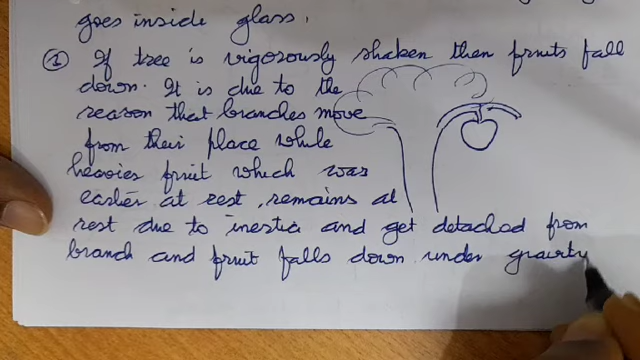 goes inside glass.
① If tree is vigorously shaken then fruits fall
down. It is due to the
reason that branches move
from their place while
heavier fruit which was
earlier at rest, remains at
rest due to inertia and get detached from
branch and fruit falls down under gravity